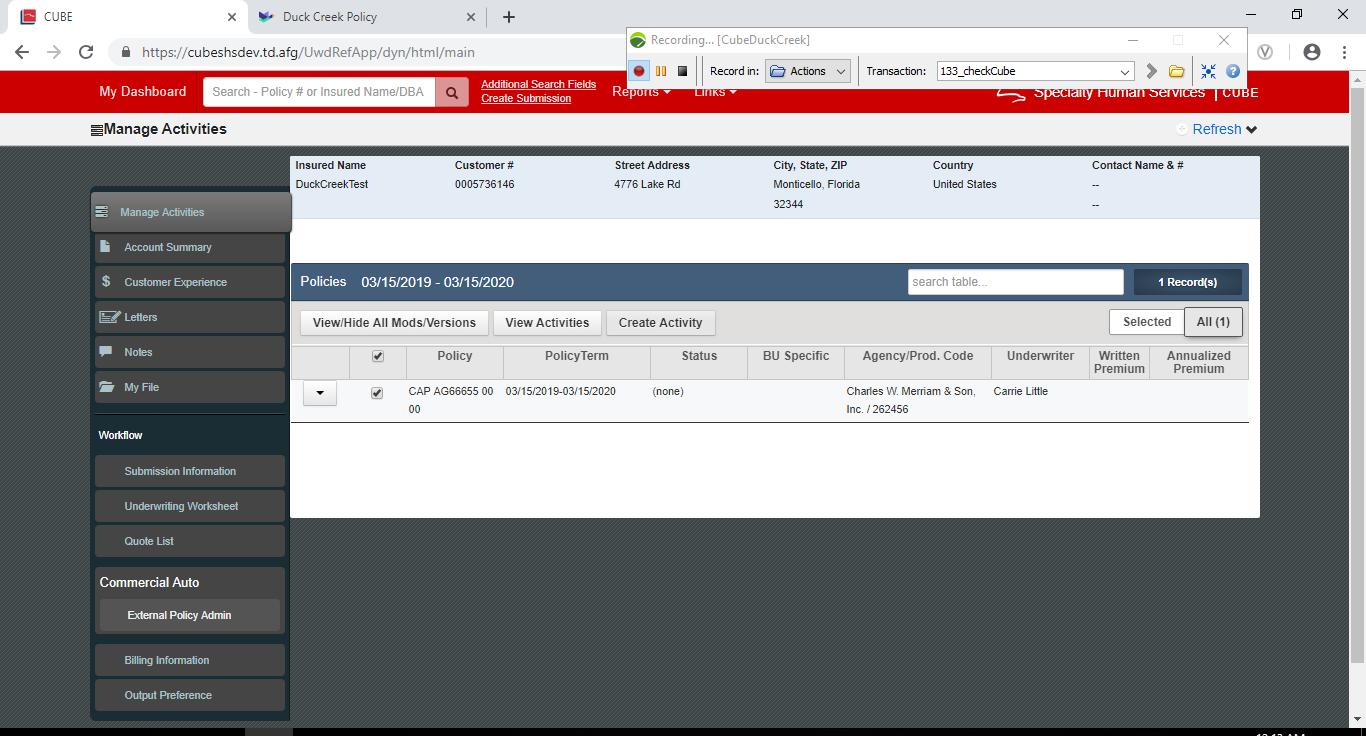 CUBE
Duck Creek Policy
https://cubeshsdev.td.afg/UwdRefApp/dyn/html/main
Recording... [CubeDuckCreek]
Record in: Actions Transaction: 133_checkCube
My Dashboard
Search - Policy # or Insured Name/DBA
Additional Search Fields
Create Submission
Reports
Links
Specialty Human Services | CUBE
Manage Activities
Refresh
Insured Name Customer # Street Address City, State, ZIP Country Contact Name & #
DuckCreekTest 0005736146 4776 Lake Rd Monticello, Florida United States --
32344 --
Manage Activities
Account Summary
Customer Experience
Letters
Notes
My File
Workflow
Submission Information
Underwriting Worksheet
Quote List
Commercial Auto
External Policy Admin
Billing Information
Output Preference
Policies 03/15/2019 - 03/15/2020
search table...
1 Record(s)
View/Hide All Mods/Versions View Activities Create Activity Selected All (1)
Policy PolicyTerm Status BU Specific Agency/Prod. Code Underwriter Written Annualized
Premium Premium
CAP AG66655 00 03/15/2019-03/15/2020 (none) Charles W. Merriam & Son, Carrie Little
00 Inc. / 262456